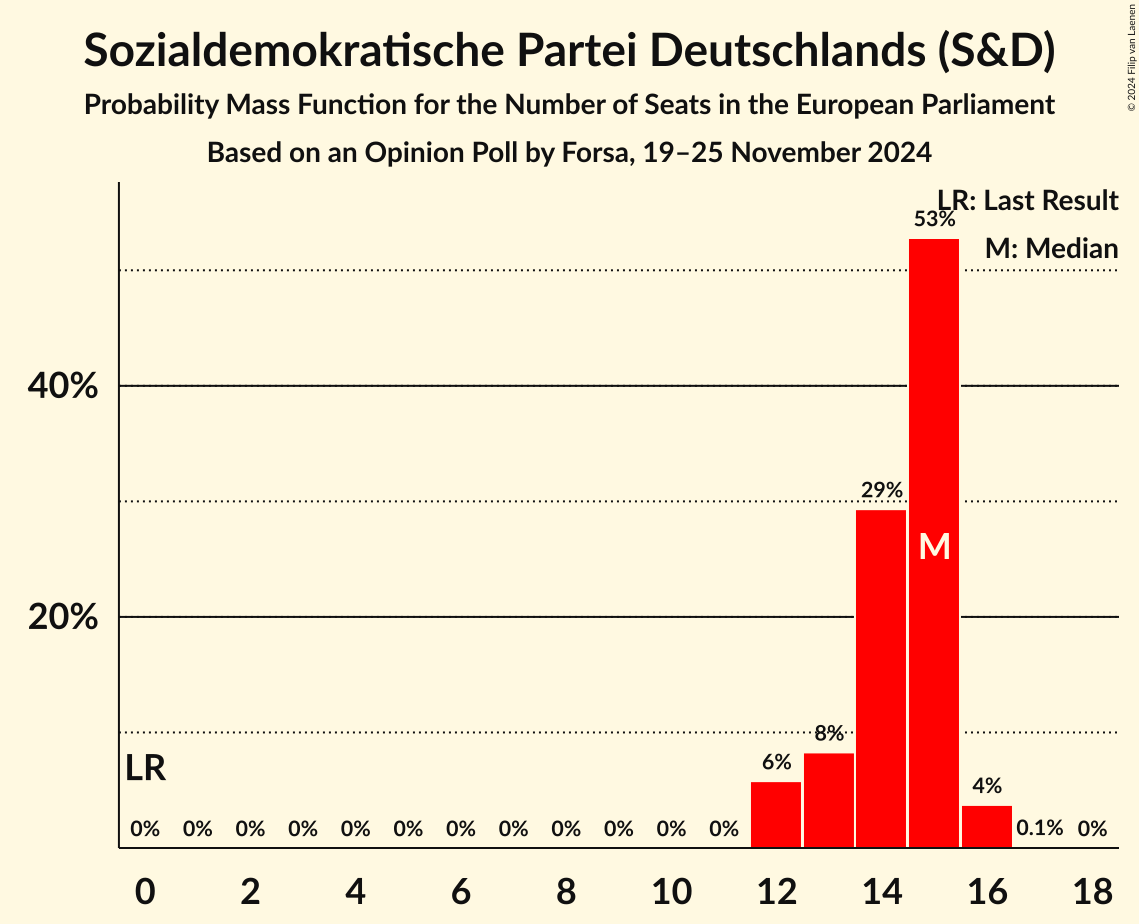 Sozialdemokratische Partei Deutschlands (S&D)
Probability Mass Function for the Number of Seats in the European Parliament
Based on an Opinion Poll by Forsa, 19–25 November 2024
© 2024 Filip van Laenen
LR: Last Result
M: Median
53%
40%
29%
M
20%
8%
6%
4%
LR
0% 0% 0% 0% 0% 0% 0% 0% 0% 0% 0% 0% 0.1% 0%
0 2 4 6 8 10 12 14 16 18